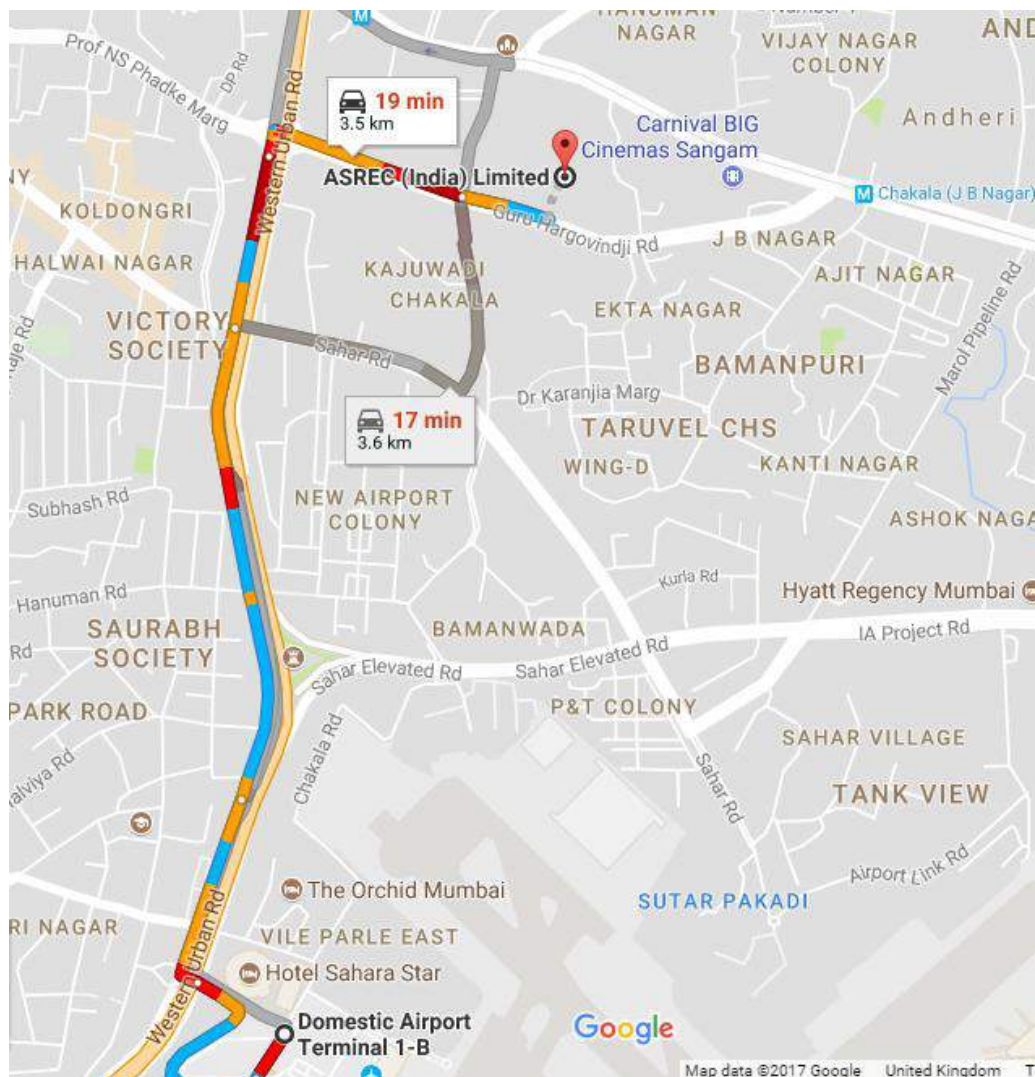 HANUMAN
NAGAR
VIJAY NAGAR
COLONY
Prof NS Phadke Marg
DP Rd
Western Urban Rd
19 min
3.5 km
Andheri
Carnival BIG
Cinemas Sangam
ASREC (India) Limited
M Chakala (J B Nagar)
KOLDONGRI
Guru Hargovindji Rd
J B NAGAR
HALWAI NAGAR
KAJUWADI
CHAKALA
AJIT NAGAR
EKTA NAGAR
Marol Pipeline Rd
VICTORY
SOCIETY
Sahar Rd
BAMANPURI
Dr Karanjia Marg
17 min
3.6 km
TARUVEL CHS
WING-D
KANTI NAGAR
Subhash Rd
NEW AIRPORT
COLONY
ASHOK NAGA
Hanuman Rd
Kurla Rd
Hyatt Regency Mumbai
SAURABH
SOCIETY
BAMANWADA
IA Project Rd
Rd
Sahar Elevated Rd
Sahar Elevated Rd
PARK ROAD
P&T COLONY
Chakala Rd
SAHAR VILLAGE
Sahar Rd
TANK VIEW
Airport Link Rd
The Orchid Mumbai
SUTAR PAKADI
RI NAGAR
VILE PARLE EAST
Western Urban Rd
Hotel Sahara Star
Domestic Airport
Terminal 1-B
Google
Map data ©2017 Google United Kingdom